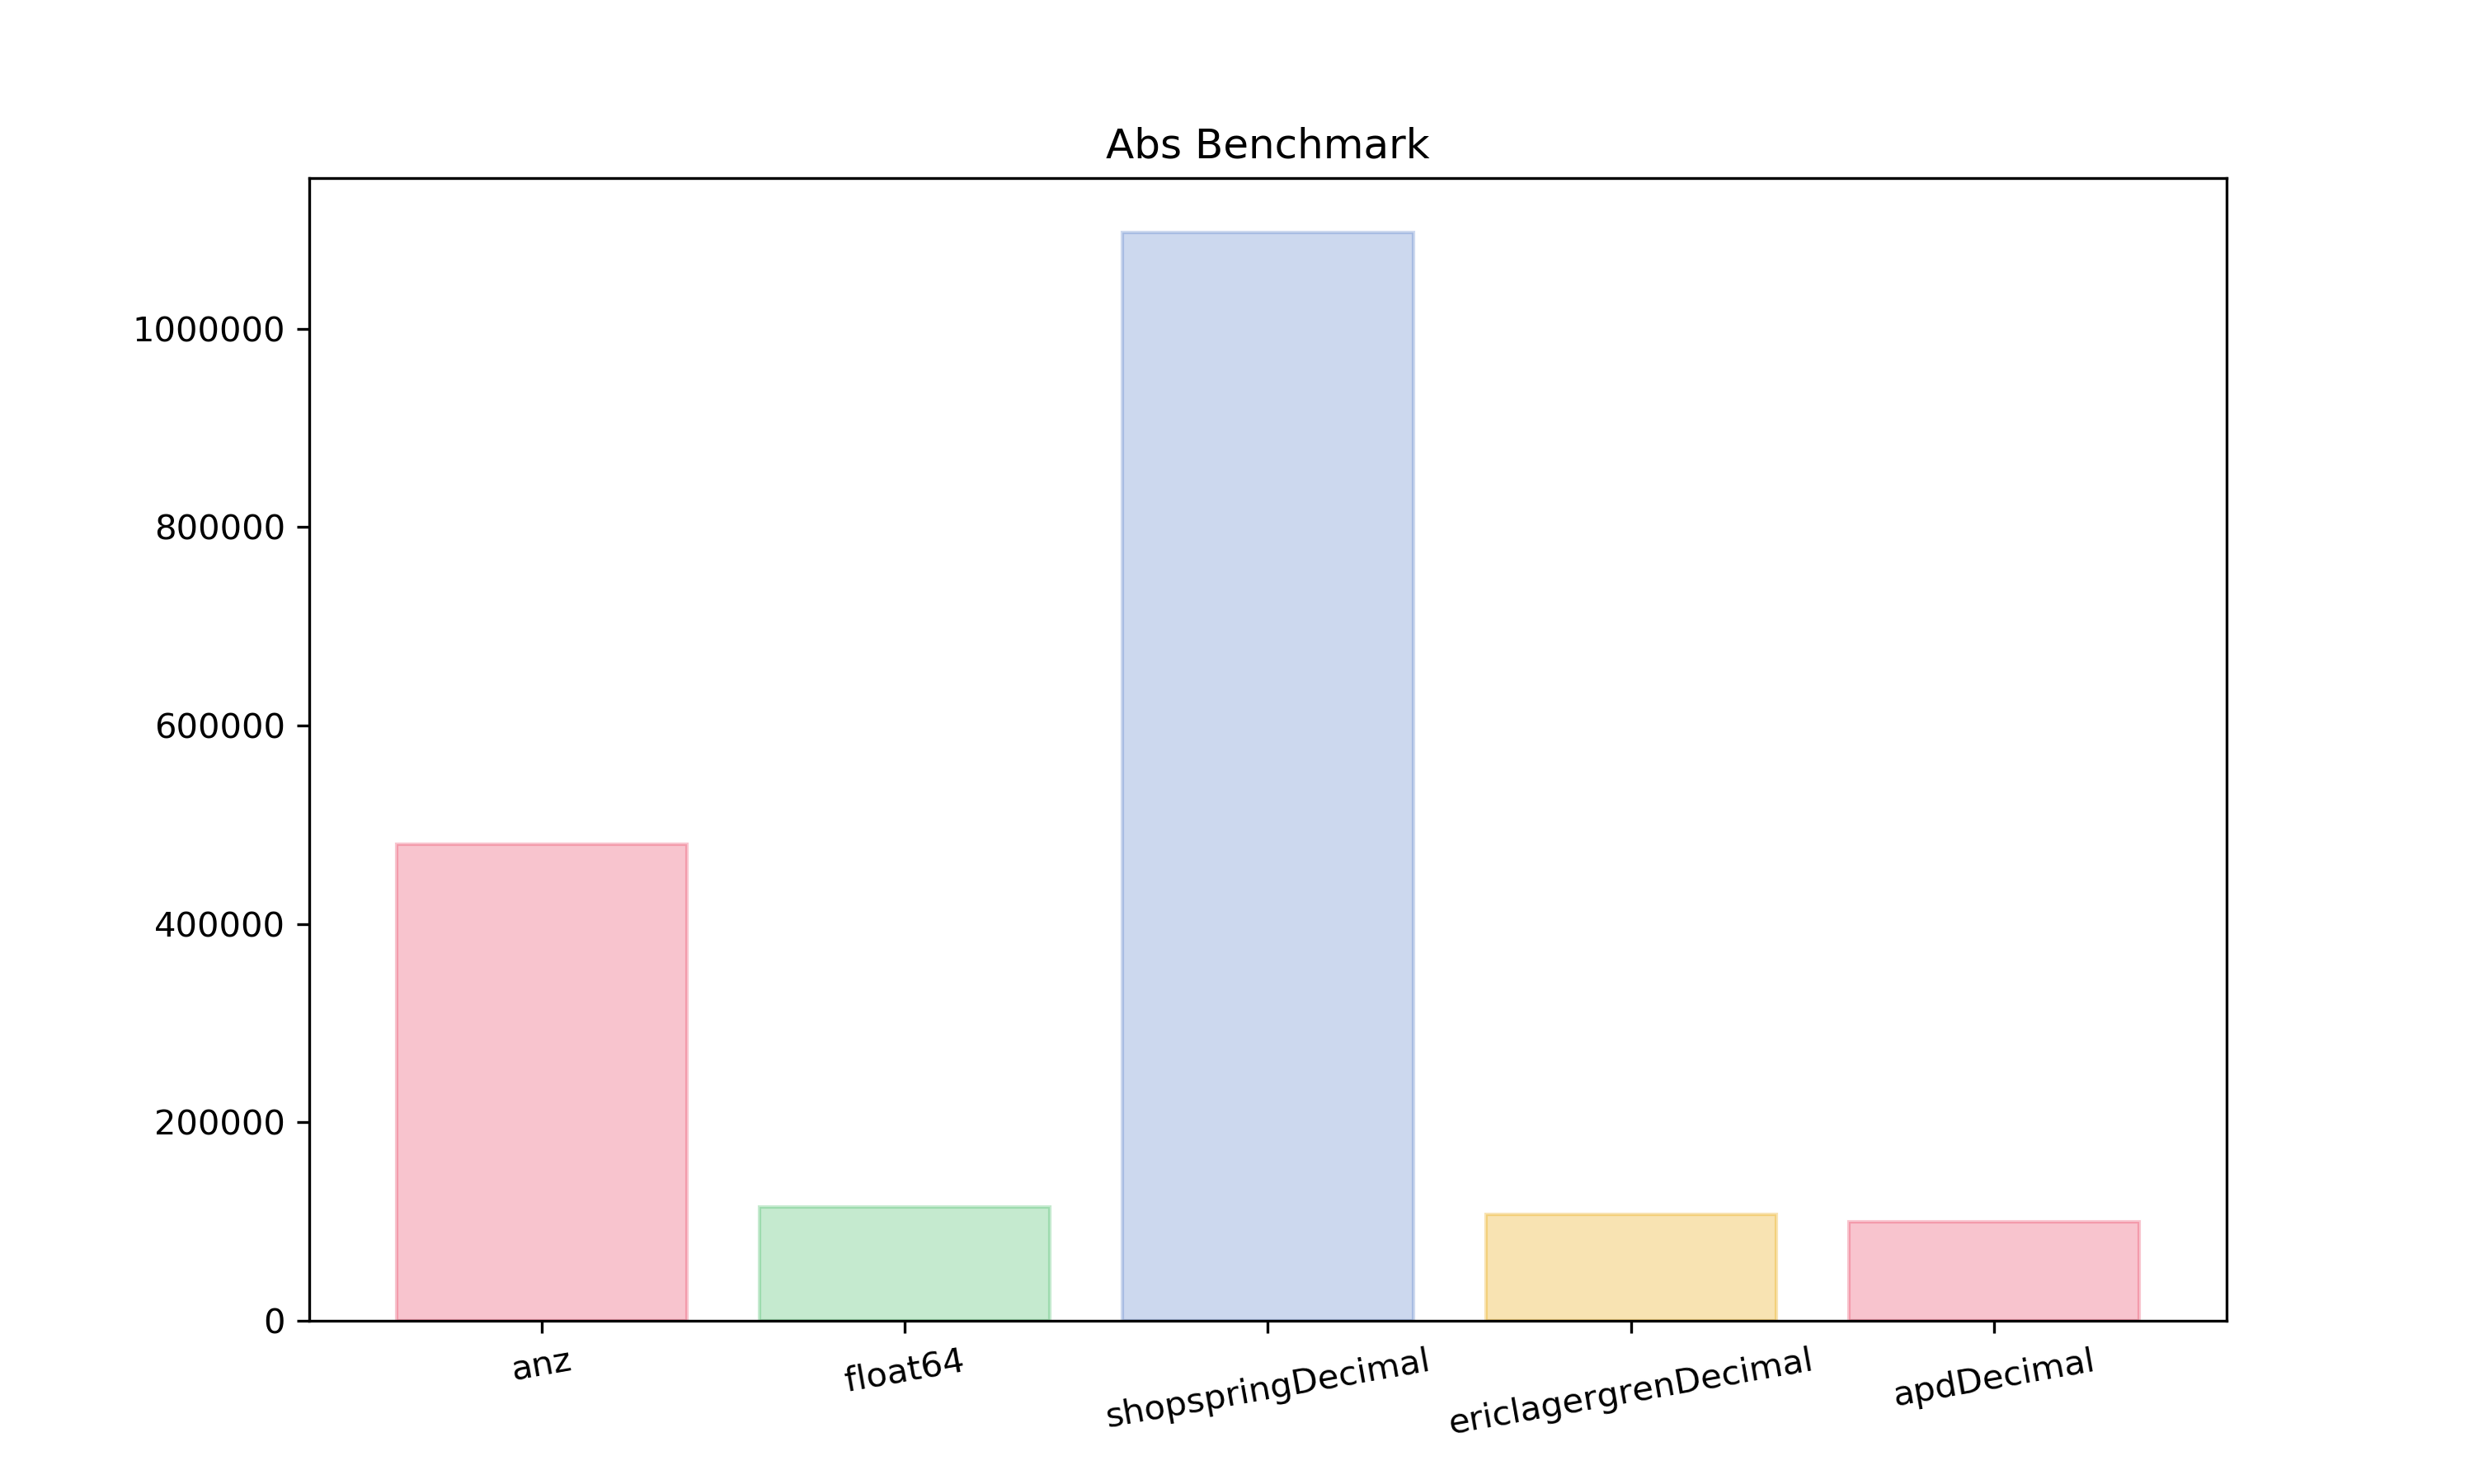 Abs Benchmark
1000000
800000
600000
400000
200000
0
anz
float64
shopspringDecimal
ericlagergrenDecimal
apdDecimal